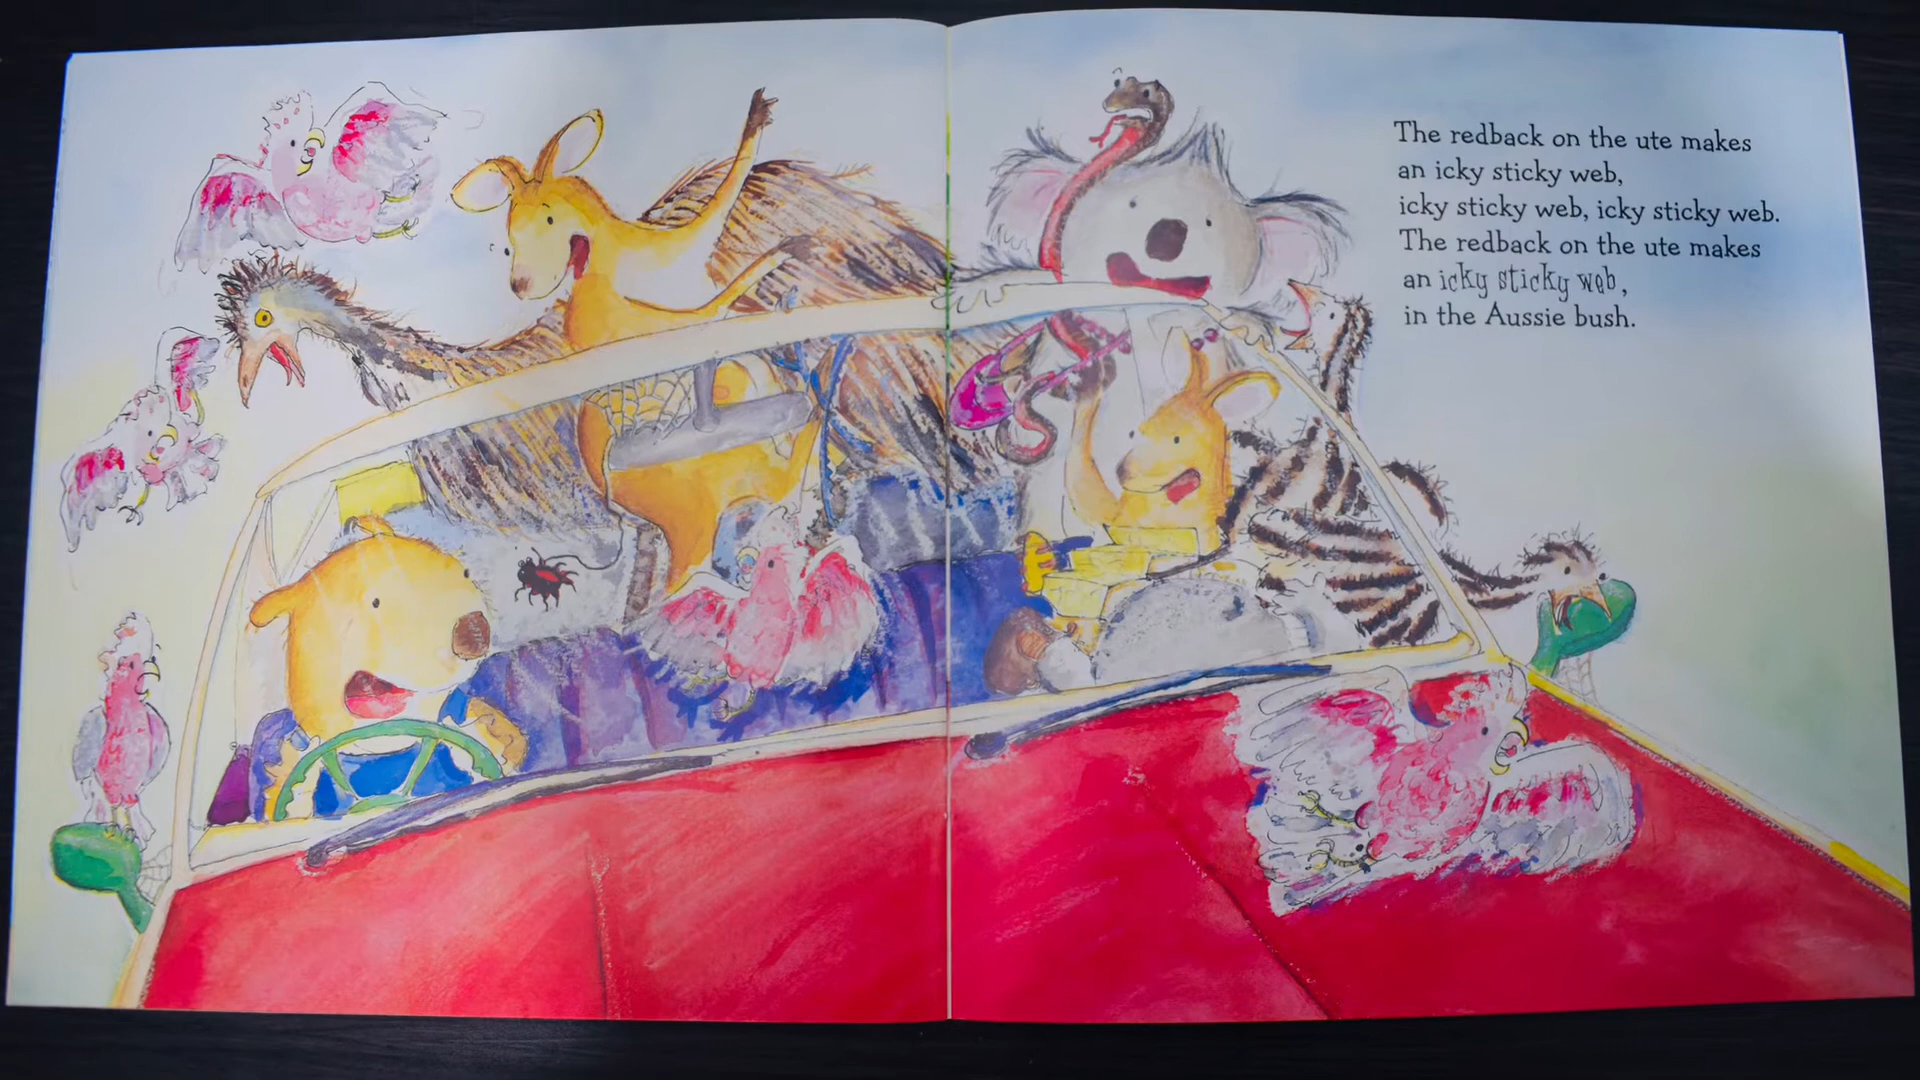 The redback on the ute makes
an icky sticky web,
icky sticky web, icky sticky web.
The redback on the ute makes
an icky sticky web,
in the Aussie bush.